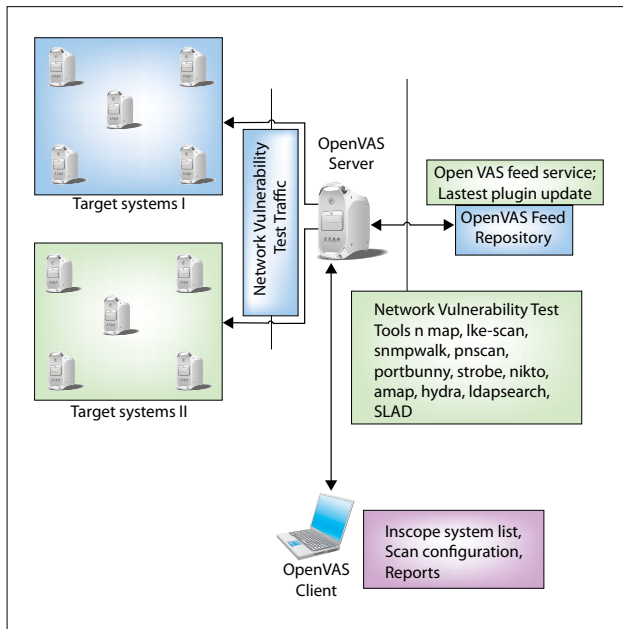 Target systems I
Network Vulnerability
Test Traffic
OpenVAS
Server
Open VAS feed service;
Lastest plugin update
OpenVAS Feed
Repository
Target systems II
Network Vulnerability Test
Tools n map, lke-scan,
snmpwalk, pnscan,
portbunny, strobe, nikto,
amap, hydra, ldapsearch,
SLAD
OpenVAS
Client
Inscope system list,
Scan configuration,
Reports